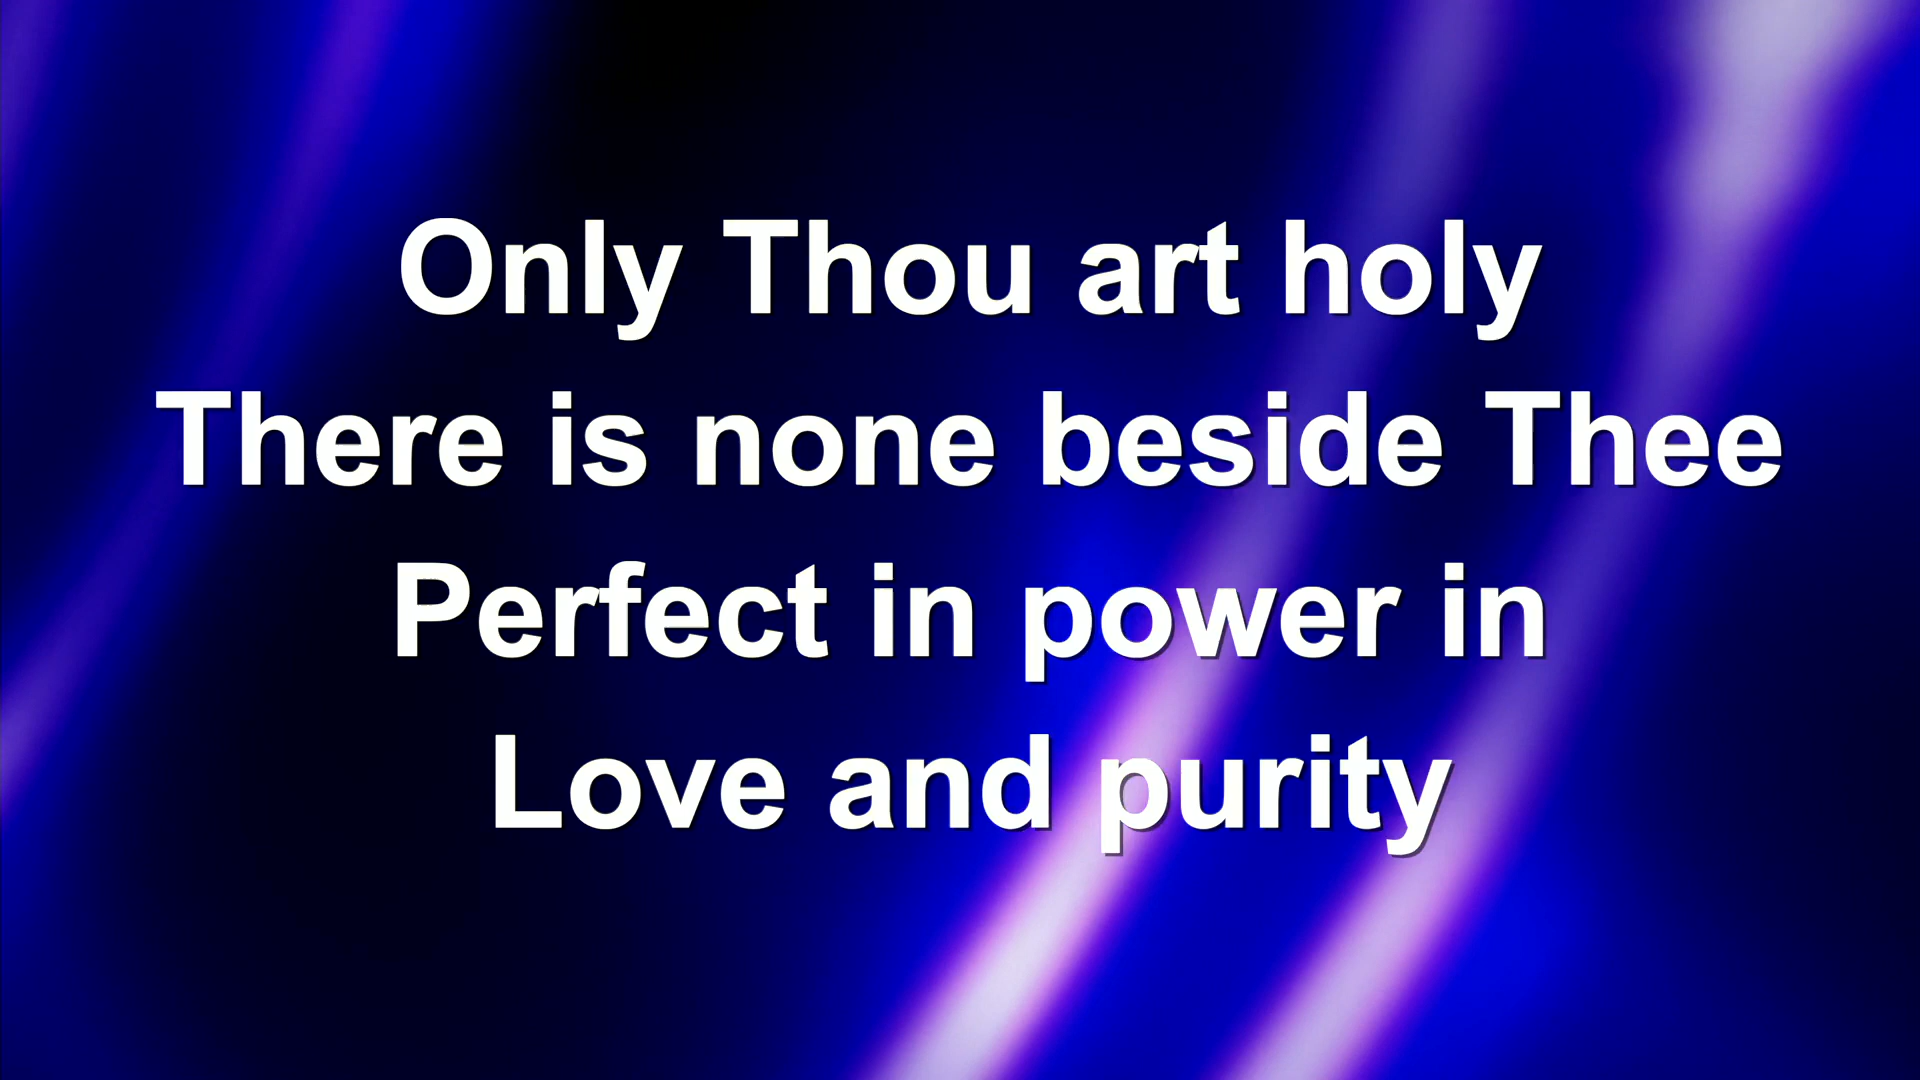 Only Thou art holy
There is none beside Thee
Perfect in power in
Love and purity